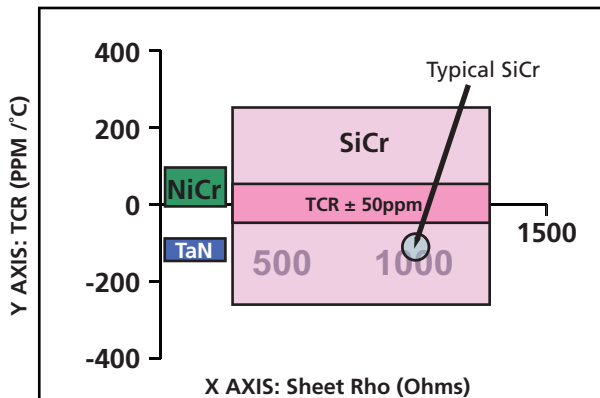 400
Typical SiCr
200
SiCr
NiCr
0
TCR ± 50ppm
1500
TaN
500 1000
-200
-400
Y AXIS: TCR (PPM /°C)
X AXIS: Sheet Rho (Ohms)